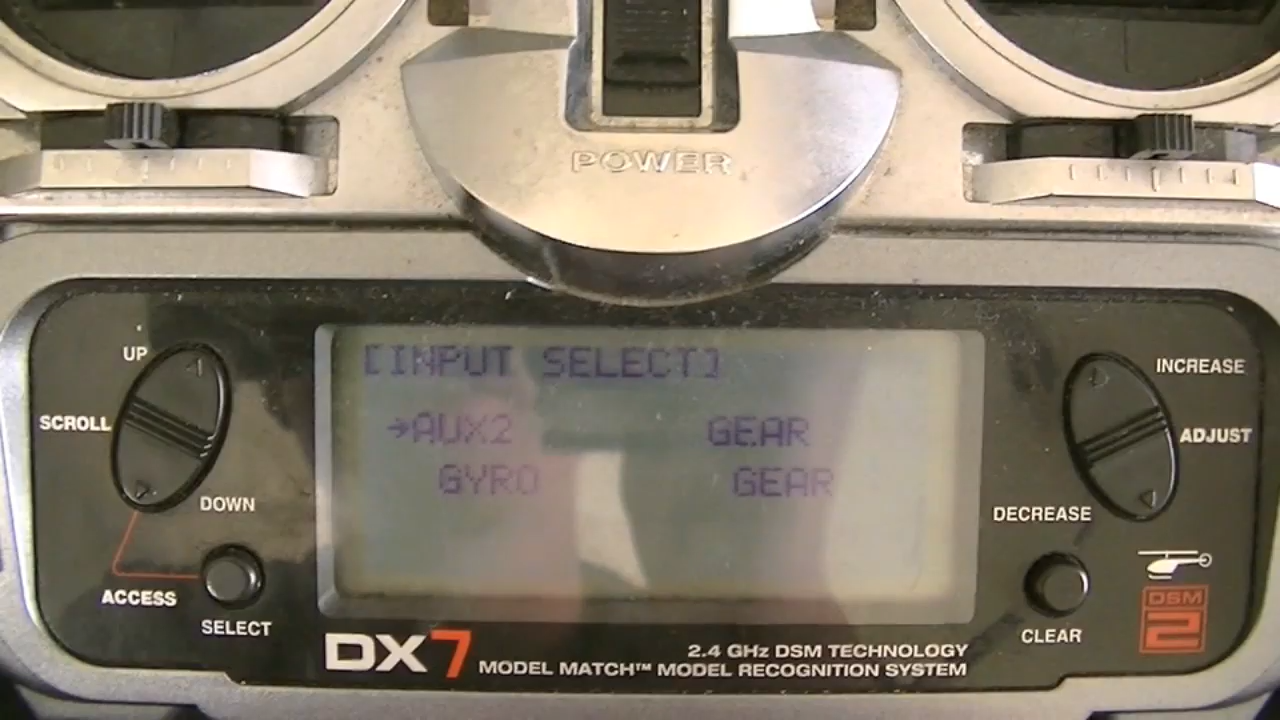 POWER
UP
SCROLL
DOWN
ACCESS
SELECT
[INPUT SELECT]
→AUX2 GEAR
GYRO GEAR
INCREASE
ADJUST
DECREASE
CLEAR
DSM
2
DX7
2.4 GHz DSM TECHNOLOGY
MODEL MATCH™ MODEL RECOGNITION SYSTEM